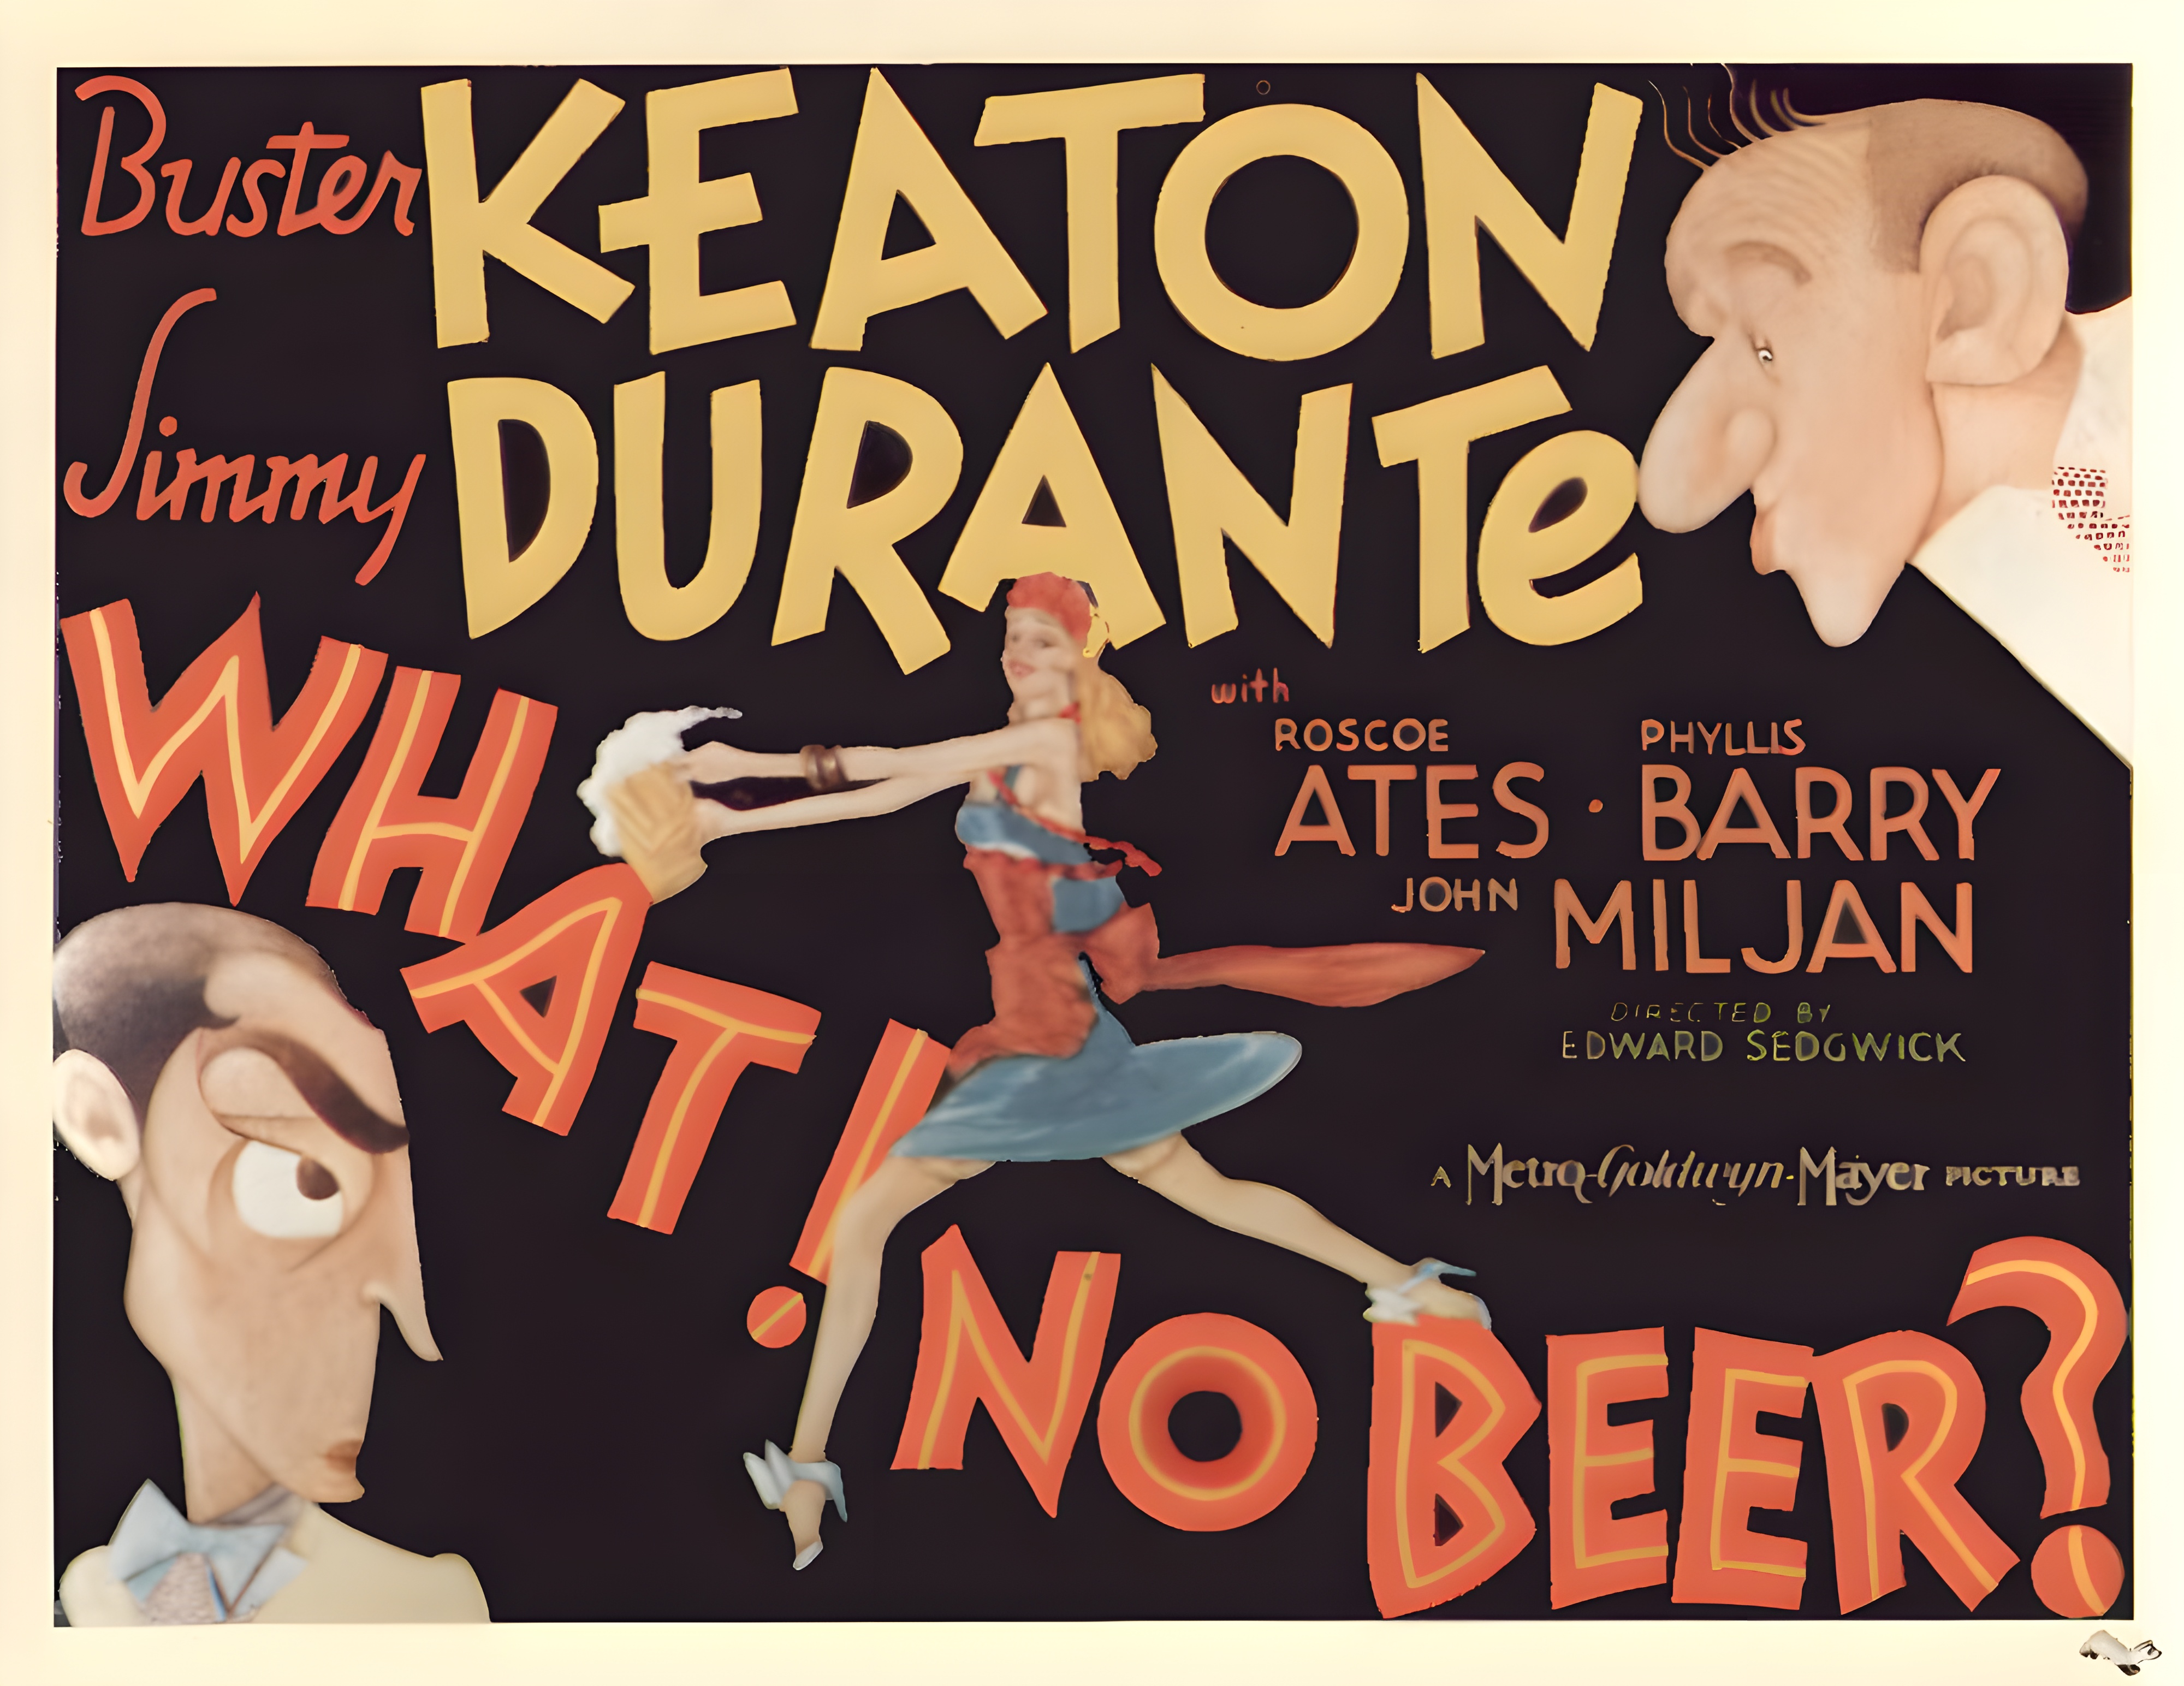 Buster KEATON
Jimmy DURANTe
WHAT!
NO BEER?
with
ROSCOE ATES · PHYLLIS BARRY
JOHN MILJAN
DIRECTED BY
EDWARD SEDGWICK
A Metro-Goldwyn-Mayer PICTURE